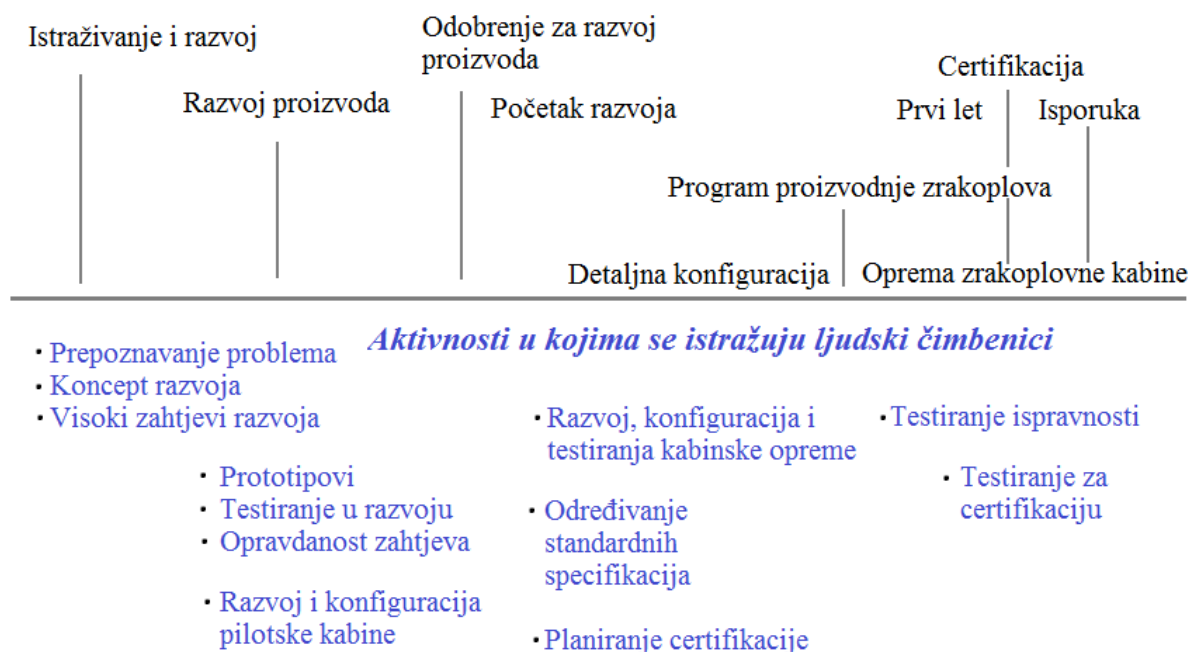 Istraživanje i razvoj
Odobrenje za razvoj
proizvoda
Certifikacija
Razvoj proizvoda
Početak razvoja
Prvi let
Isporuka
Program proizvodnje zrakoplova
Detaljna konfiguracija
Oprema zrakoplovne kabine
Aktivnosti u kojima se istražuju ljudski čimbenici
· Prepoznavanje problema
· Koncept razvoja
· Visoki zahtjevi razvoja
· Prototipovi
· Testiranje u razvoju
· Opravdanost zahtjeva
· Razvoj i konfiguracija
pilotske kabine
· Razvoj, konfiguracija i
testiranja kabinske opreme
· Određivanje
standardnih
specifikacija
· Planiranje certifikacije
· Testiranje ispravnosti
· Testiranje za
certifikaciju